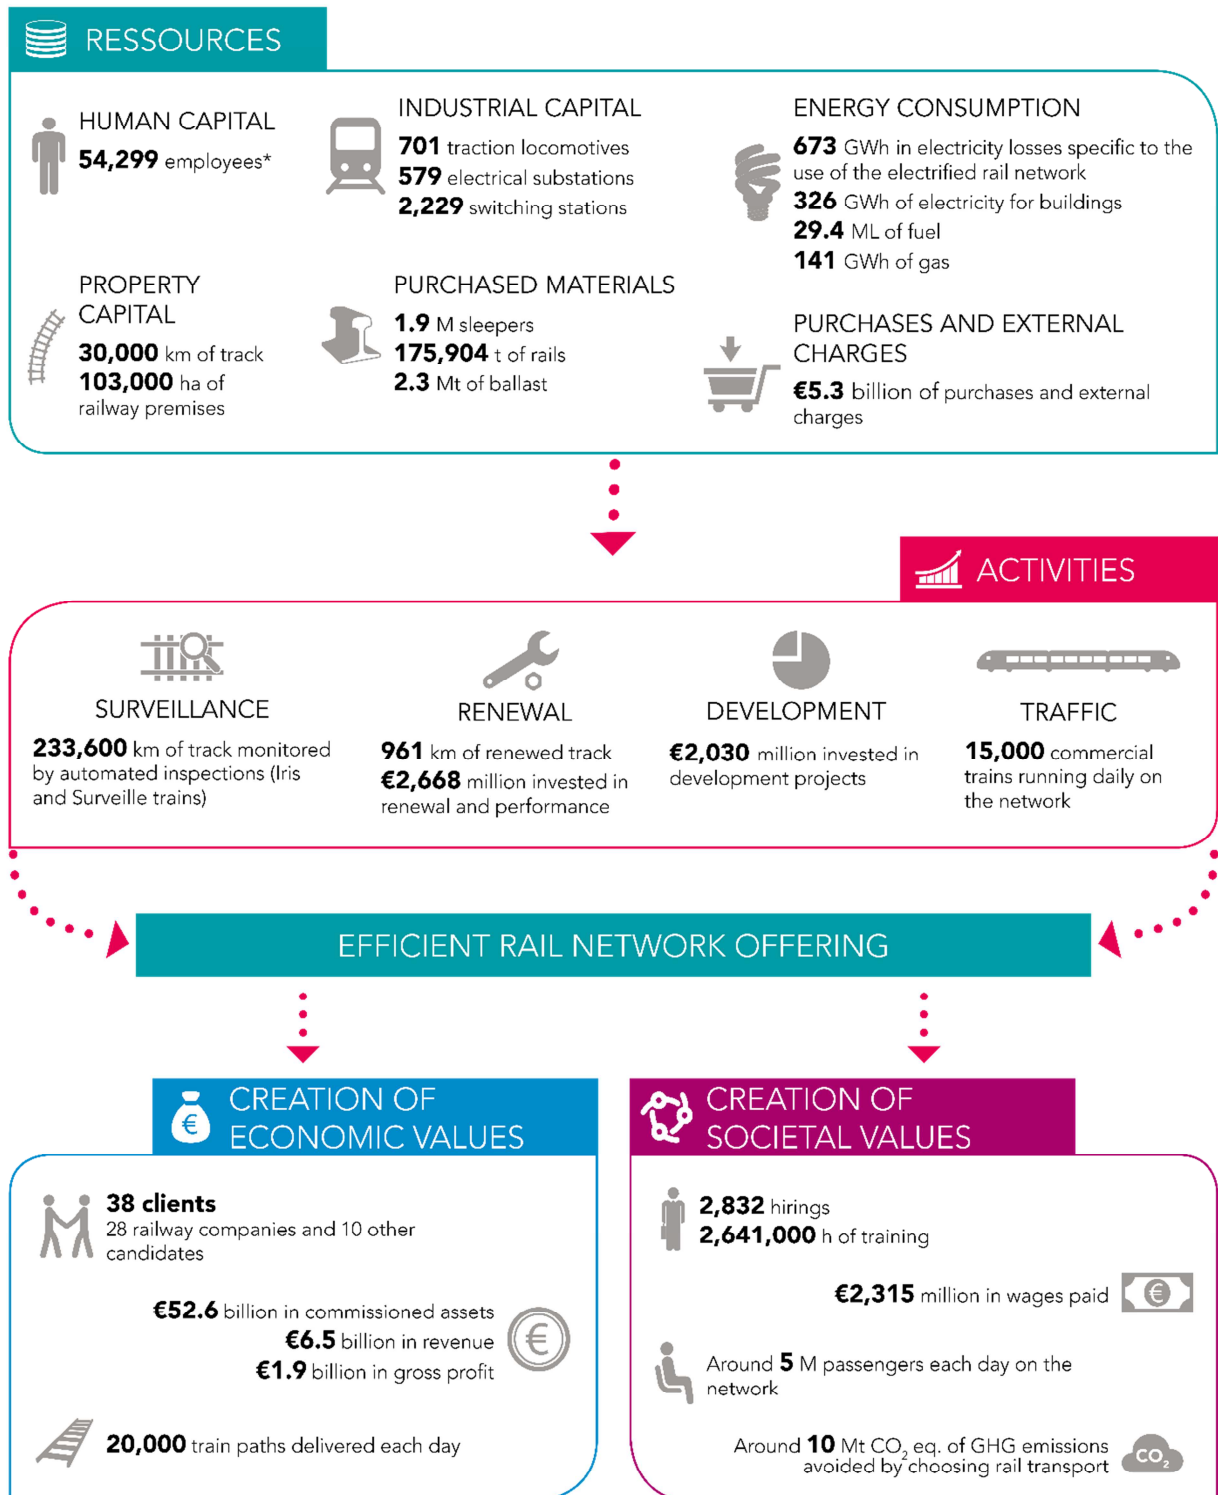 RESSOURCES
HUMAN CAPITAL
54,299 employees*
INDUSTRIAL CAPITAL
701 traction locomotives
579 electrical substations
2,229 switching stations
ENERGY CONSUMPTION
673 GWh in electricity losses specific to the
use of the electrified rail network
326 GWh of electricity for buildings
29.4 ML of fuel
141 GWh of gas
PROPERTY
CAPITAL
30,000 km of track
103,000 ha of
railway premises
PURCHASED MATERIALS
1.9 M sleepers
175,904 t of rails
2.3 Mt of ballast
PURCHASES AND EXTERNAL
CHARGES
€5.3 billion of purchases and external
charges
ACTIVITIES
SURVEILLANCE
233,600 km of track monitored
by automated inspections (Iris
and Surveille trains)
RENEWAL
961 km of renewed track
€2,668 million invested in
renewal and performance
DEVELOPMENT
€2,030 million invested in
development projects
TRAFFIC
15,000 commercial
trains running daily on
the network
EFFICIENT RAIL NETWORK OFFERING
CREATION OF
ECONOMIC VALUES
38 clients
28 railway companies and 10 other
candidates
€52.6 billion in commissioned assets
€6.5 billion in revenue
€1.9 billion in gross profit
€
20,000 train paths delivered each day
CREATION OF
SOCIETAL VALUES
2,832 hirings
2,641,000 h of training
€2,315 million in wages paid
€
Around 5 M passengers each day on the
network
Around 10 Mt CO₂ eq. of GHG emissions
avoided by choosing rail transport
CO₂